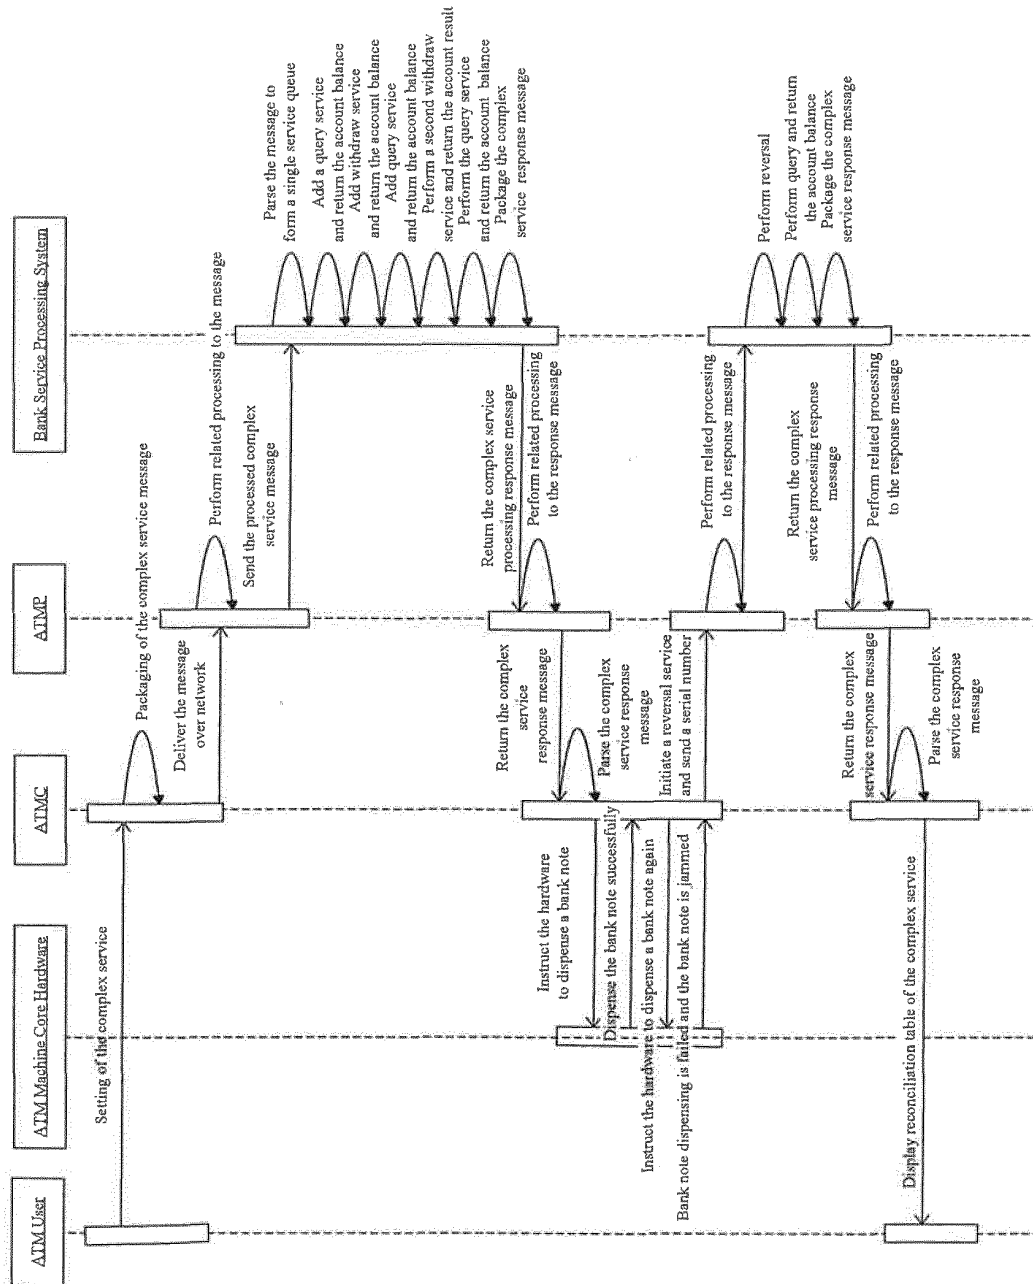 ATM User
ATM Machine Core Hardware
ATMC
ATMP
Bank Service Processing System
Setting of the complex service
Packaging of the complex service message
Deliver the message
over network
Perform related processing to the message
Send the processed complex
service message
Parse the message to
form a single service queue
Add a query service
and return the account balance
Add withdraw service
and return the account balance
Add query service
and return the account balance
Perform a second withdraw
service and return the account result
Perform the query service
and return the account balance
Package the complex
service response message
Return the complex service
processing response message
Perform related processing
to the response message
Return the complex
service
response message
Parse the complex
service response
message
Instruct the hardware
to dispense a bank note
Dispense the bank note successfully
Instruct the hardware to dispense a bank note again
Bank note dispensing is failed and the bank note is jammed
Initiate a reversal service
and send a serial number
Perform related processing
to the response message
Perform reversal
Perform query and return
the account balance
Package the complex
service response message
Return the complex
service processing response
message
Perform related processing
to the response message
Return the complex
service response message
Parse the complex
service response
message
Display reconciliation table of the complex service